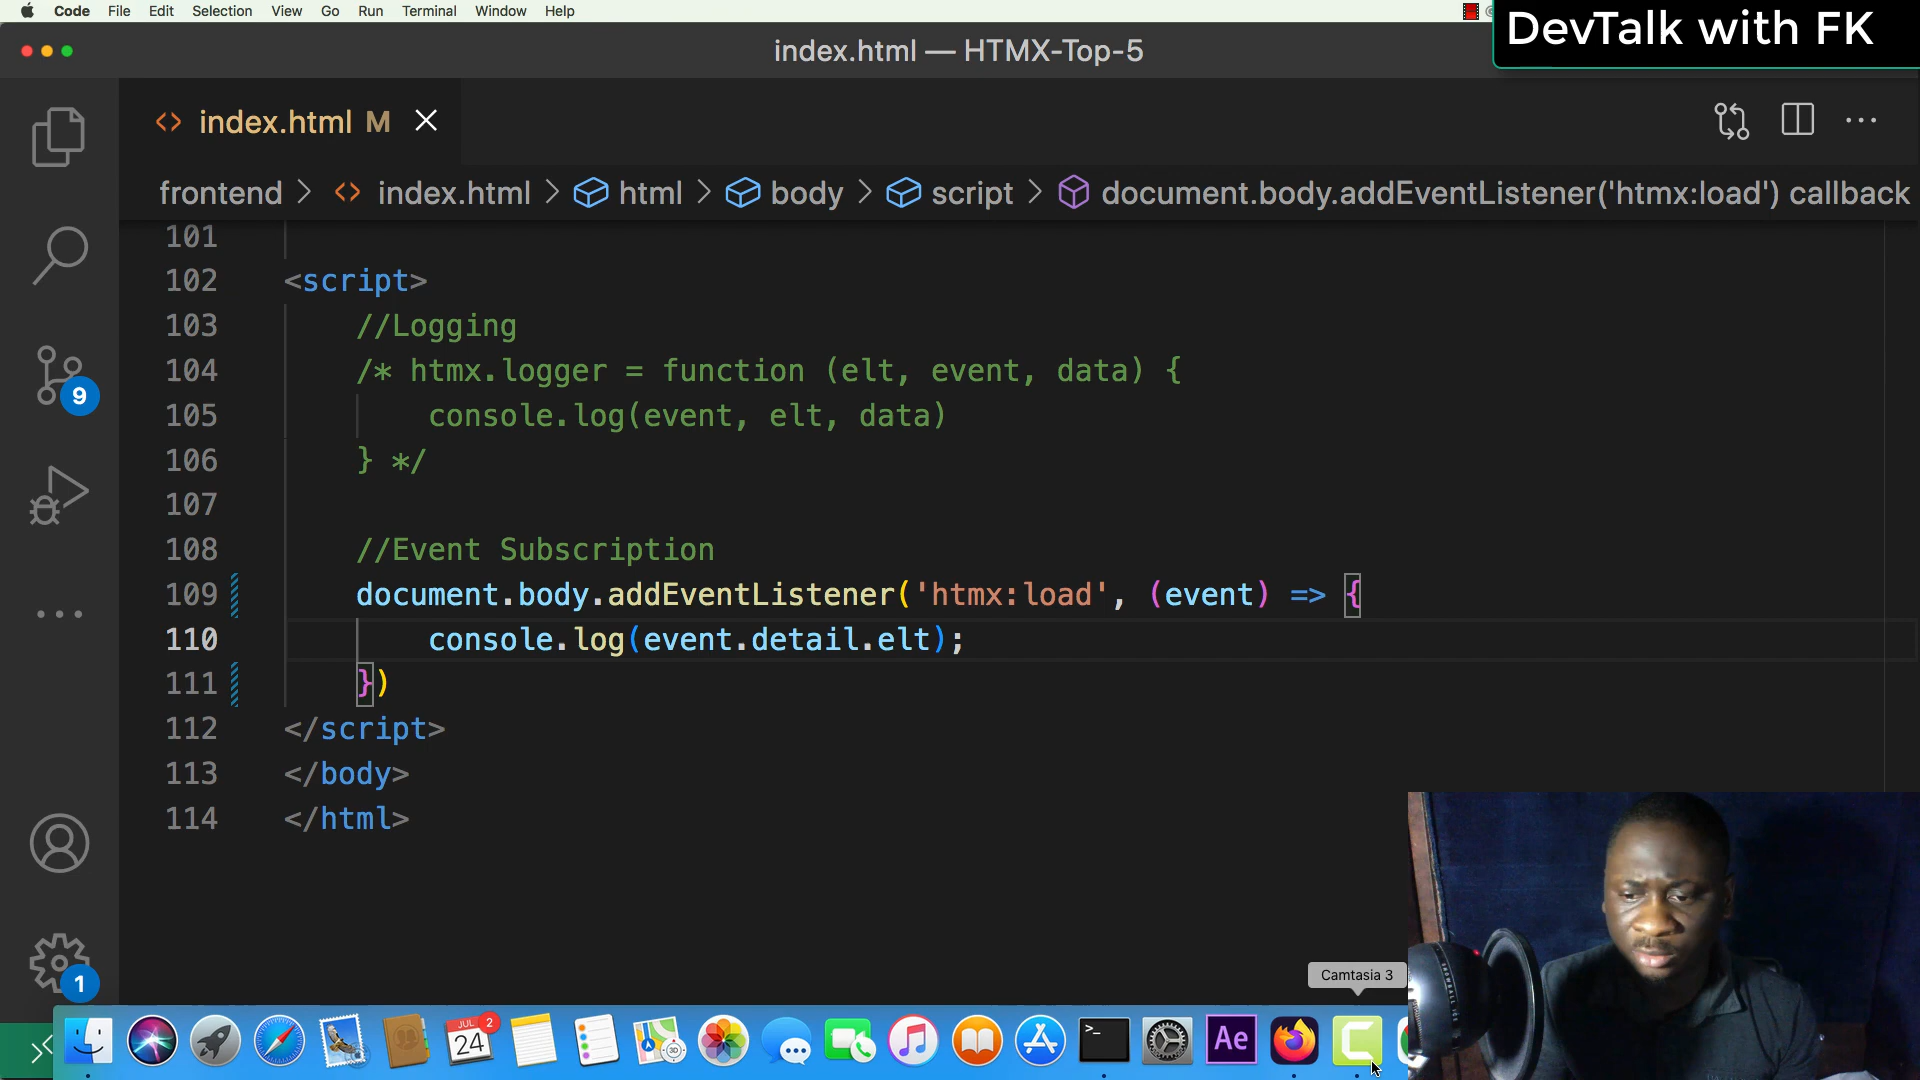 Code File Edit Selection View Go Run Terminal Window Help
DevTalk with FK
index.html — HTMX-Top-5
index.html M
frontend > index.html > html > body > script > document.body.addEventListener('htmx:load') callback
101
102 <script>
103 //Logging
104 /* htmx.logger = function (elt, event, data) {
105 console.log(event, elt, data)
106 } */
107
108 //Event Subscription
109 document.body.addEventListener('htmx:load', (event) => {
110 console.log(event.detail.elt);
111 })
112 </script>
113 </body>
114 </html>
9
1
Camtasia 3
JUL 2
24
3D
>_
Ae